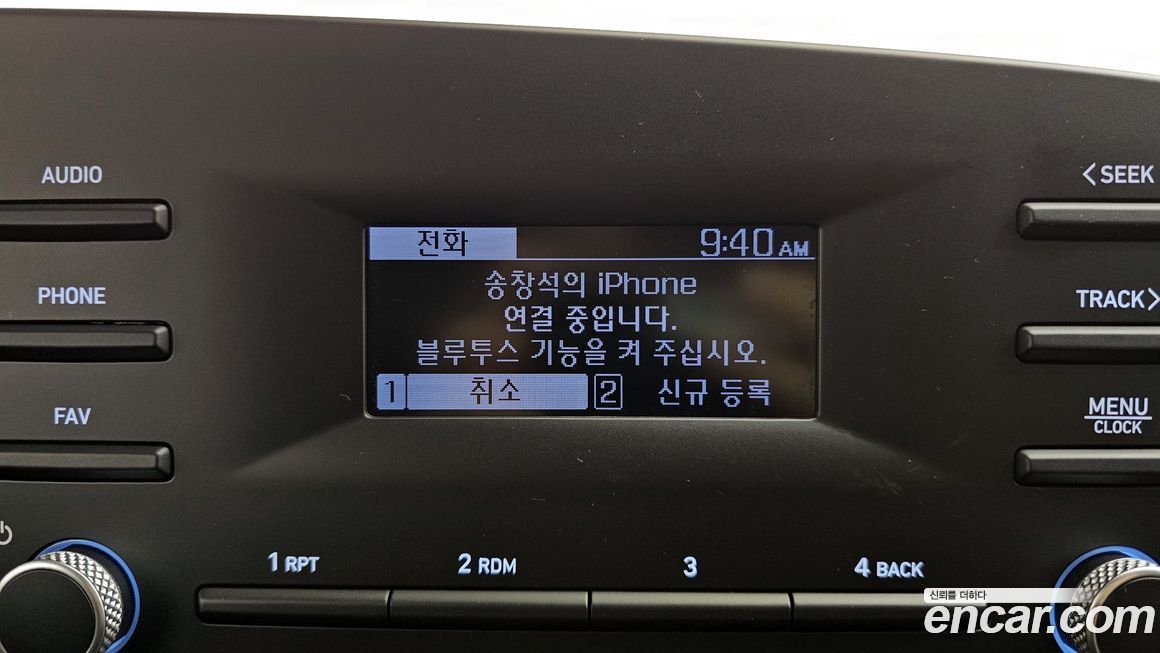 AUDIO
<SEEK
전화 9:40 AM
송창석의 iPhone
연결 중입니다.
블루투스 기능을 켜 주십시오.
1 취소 2 신규 등록
PHONE
TRACK>
FAV
MENU
CLOCK
1 RPT
2 RDM
3
4 BACK
신뢰를 더하다
encar.com